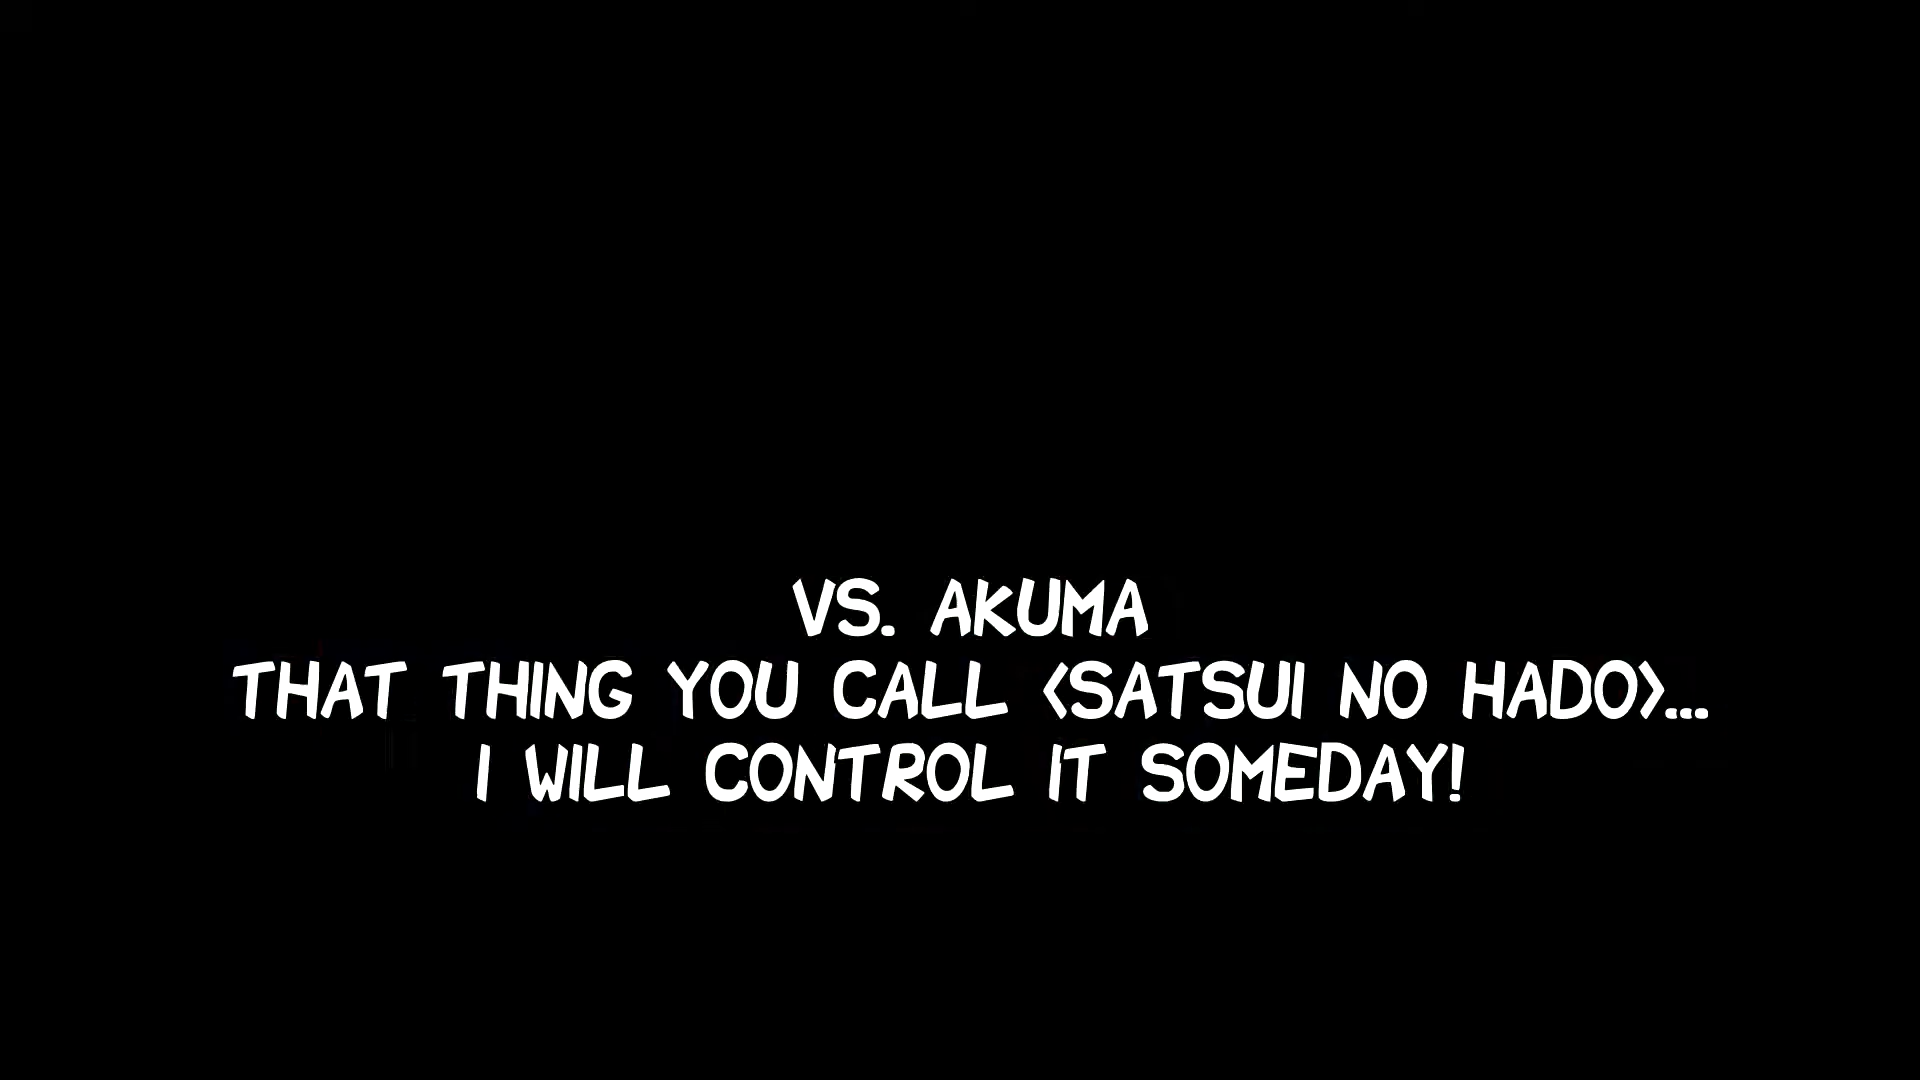 VS. AKUMA
THAT THING YOU CALL <SATSUI NO HADO>...
I WILL CONTROL IT SOMEDAY!